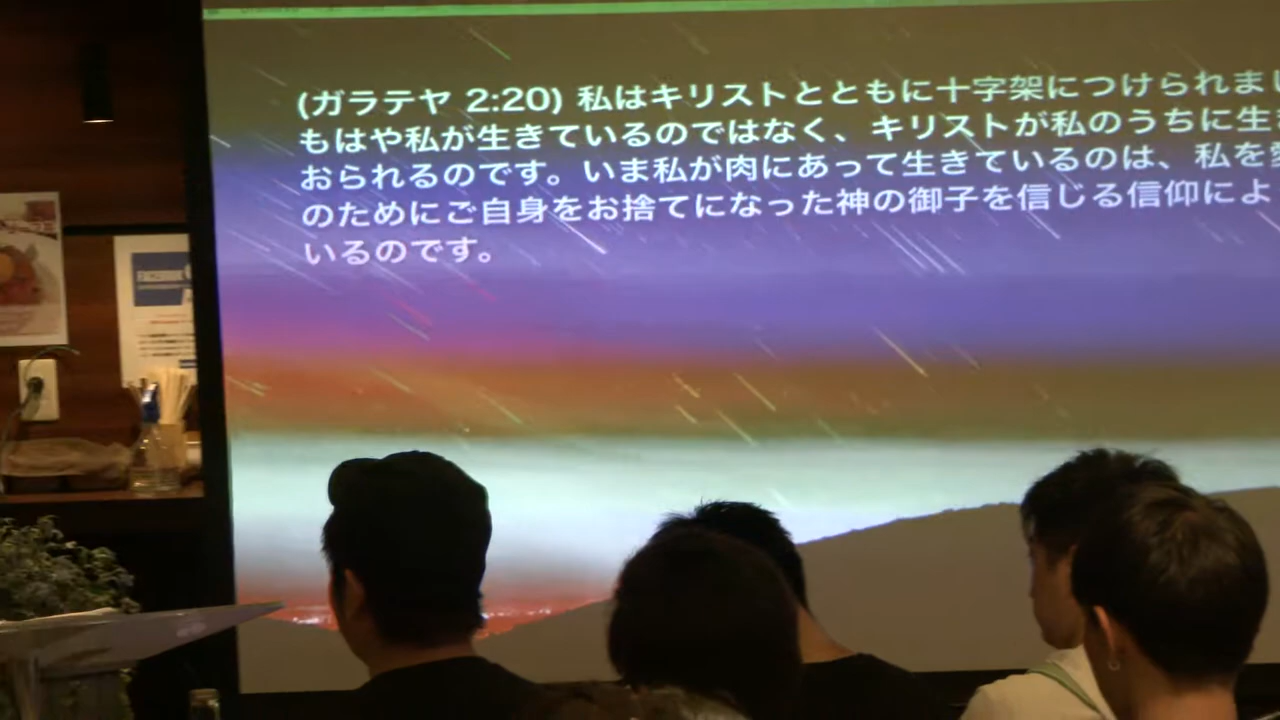 (ガラテヤ 2:20) 私はキリストとともに十字架につけられまし
もはや私が生きているのではなく、キリストが私のうちに生き
おられるのです。いま私が肉にあって生きているのは、私を愛
のためにご自身をお捨てになった神の御子を信じる信仰によ
いるのです。